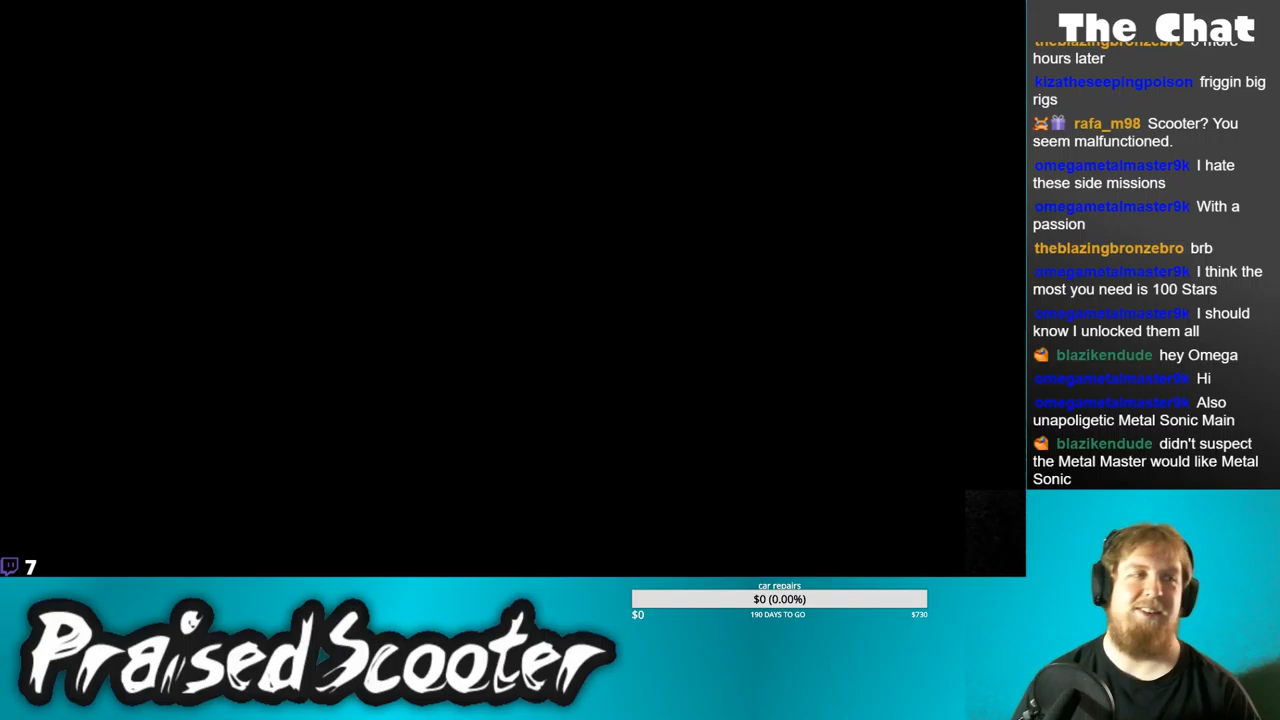 The Chat
theblazingbronzebro 3 more
hours later
kizatheseepingpoison friggin big
rigs
rafa_m98 Scooter? You
seem malfunctioned.
omegametalmaster9k I hate
these side missions
omegametalmaster9k With a
passion
theblazingbronzebro brb
omegametalmaster9k I think the
most you need is 100 Stars
omegametalmaster9k I should
know I unlocked them all
blazikendude hey Omega
omegametalmaster9k Hi
omegametalmaster9k Also
unapoligetic Metal Sonic Main
blazikendude didn't suspect
the Metal Master would like Metal
Sonic
7
car repairs
$0 (0.00%)
$0 190 DAYS TO GO $730
PraisedScooter